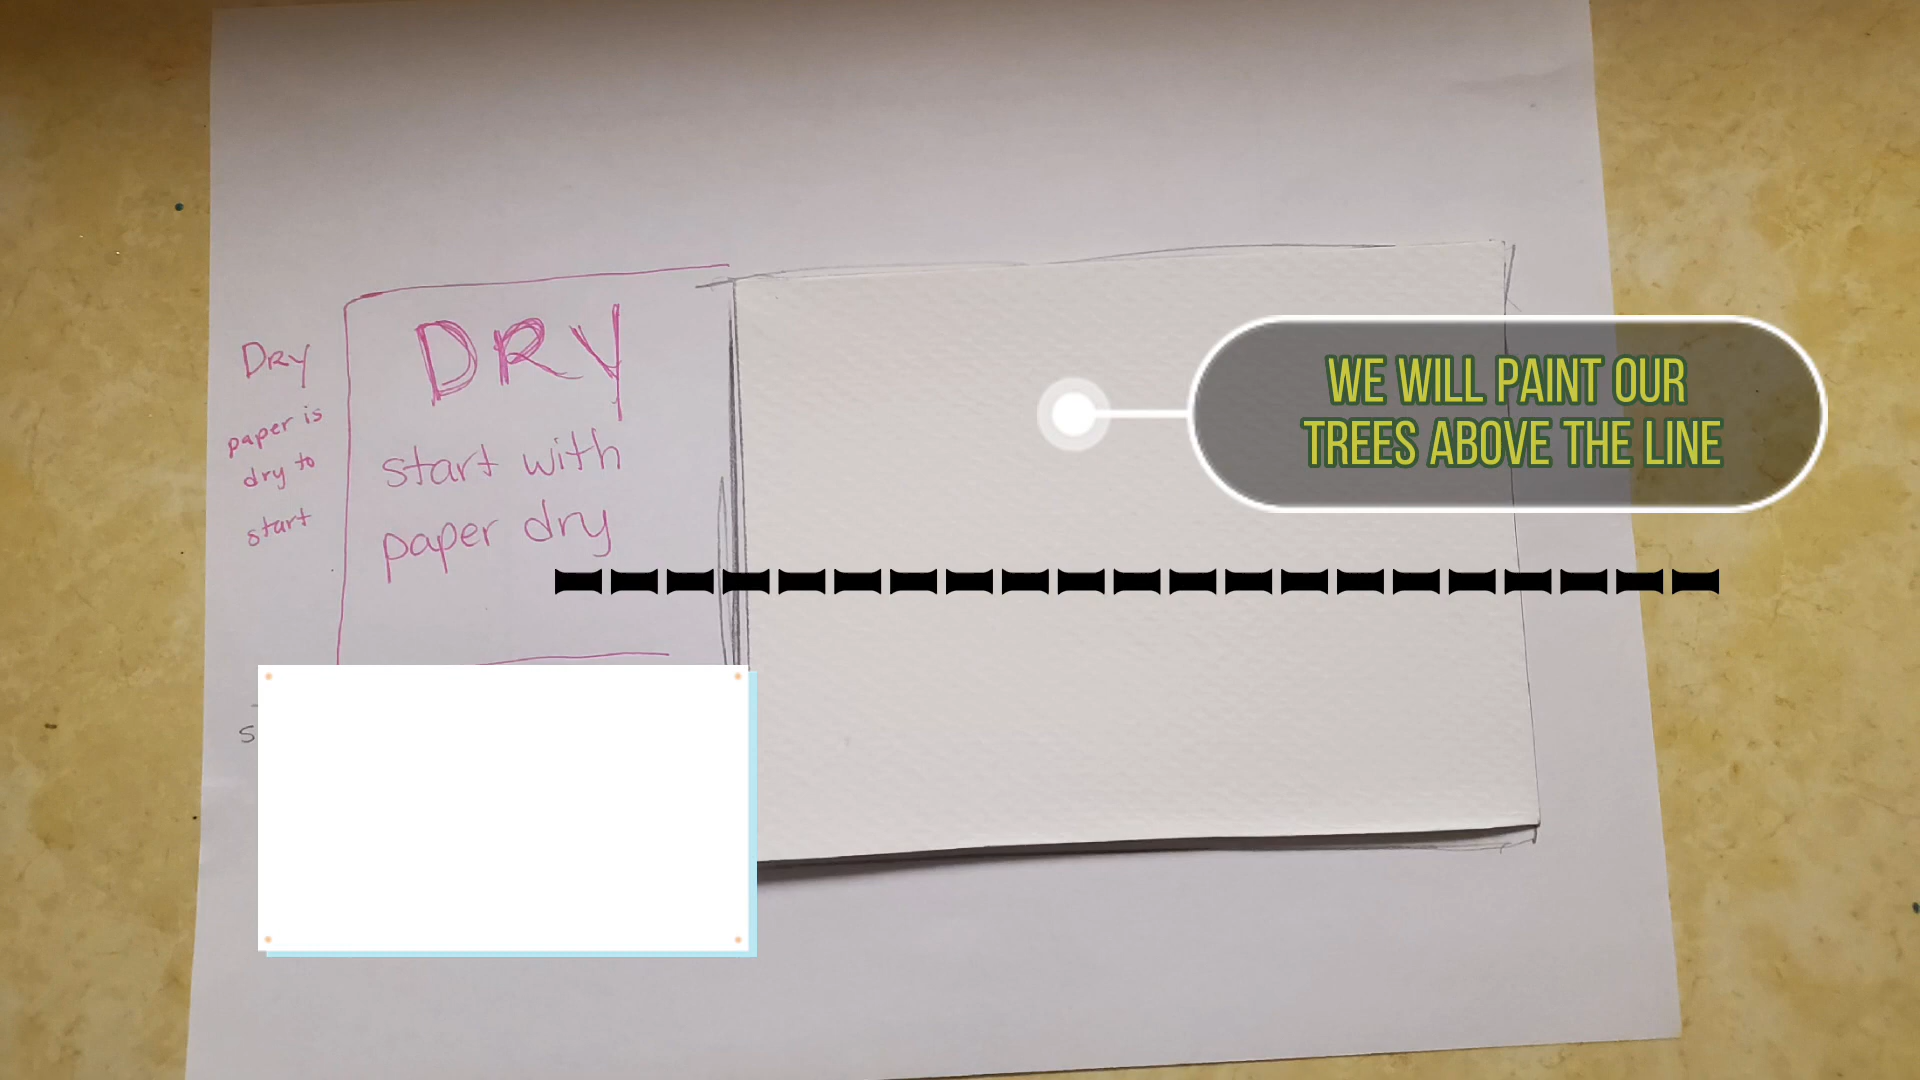 DRY
paper is
dry to
start
DRY
start with
paper dry
WE WILL PAINT OUR
TREES ABOVE THE LINE
S